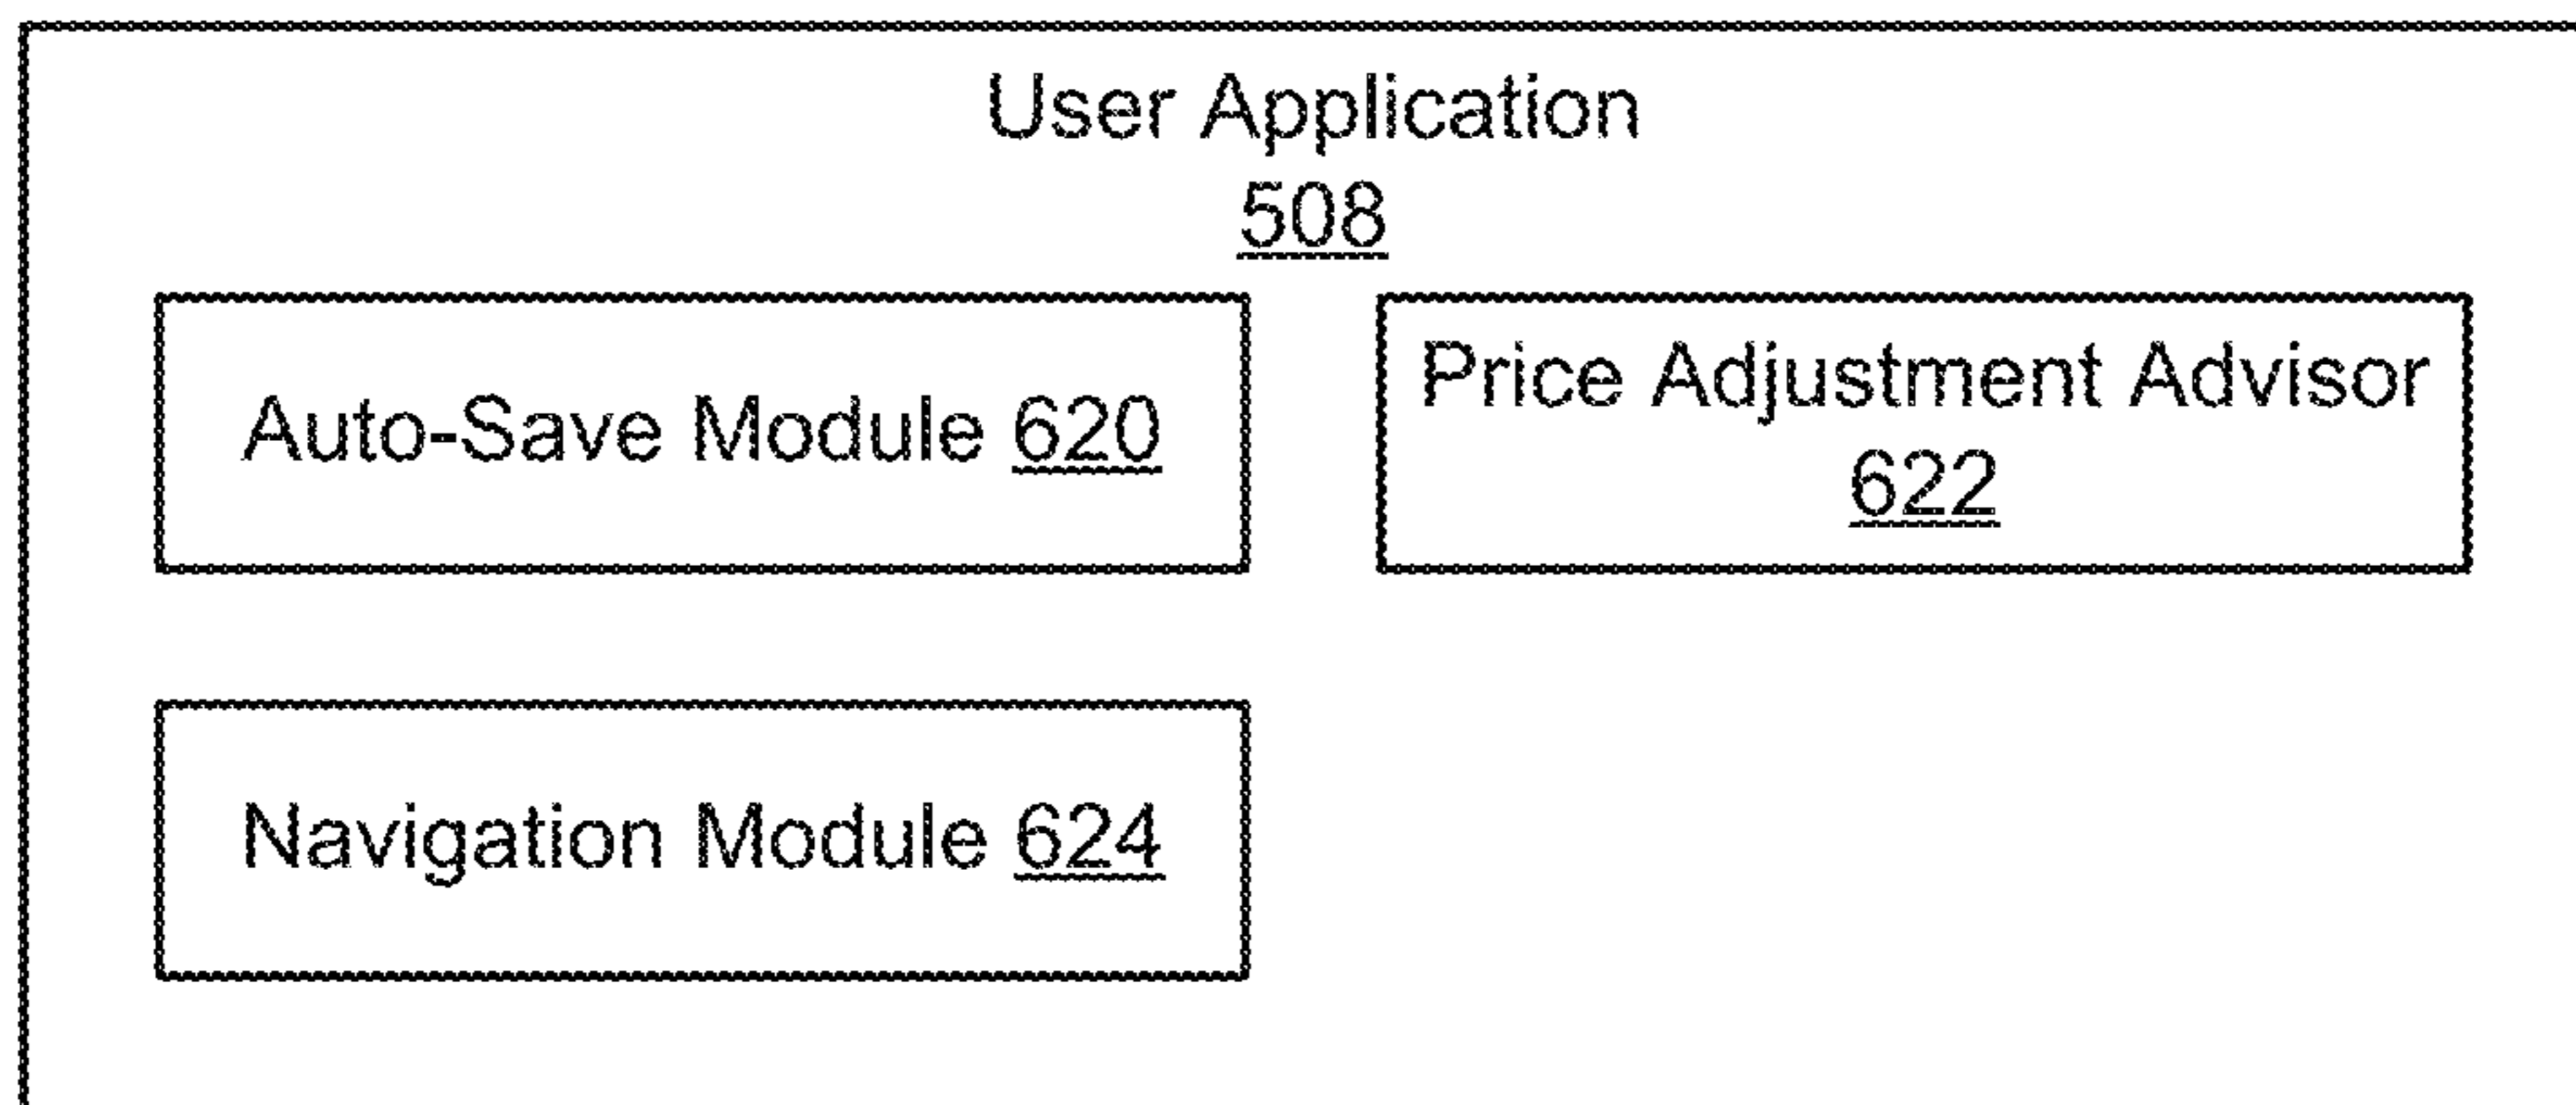 User Application
508
Auto-Save Module 620
Price Adjustment Advisor
622
Navigation Module 624